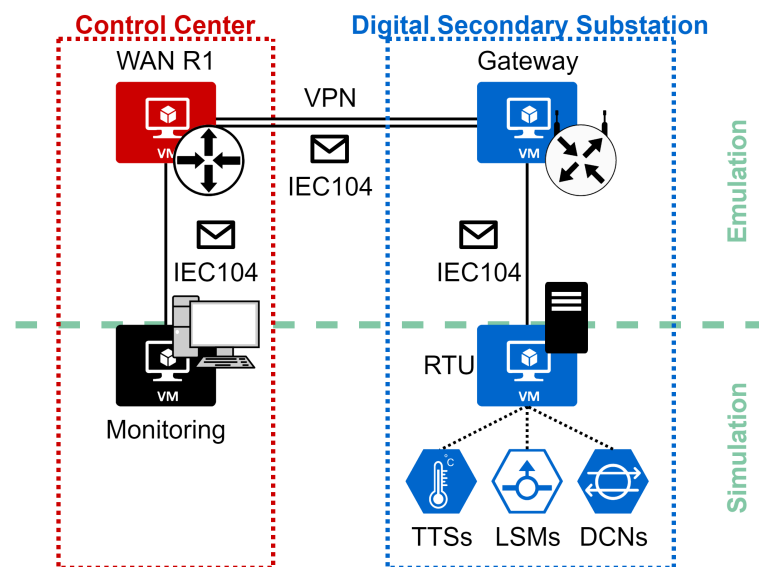 Control Center
Digital Secondary Substation
WAN R1
Gateway
VPN
VM
VM
IEC104
Emulation
IEC104
IEC104
RTU
VM
VM
Monitoring
Simulation
°C
TTSs
LSMs
DCNs